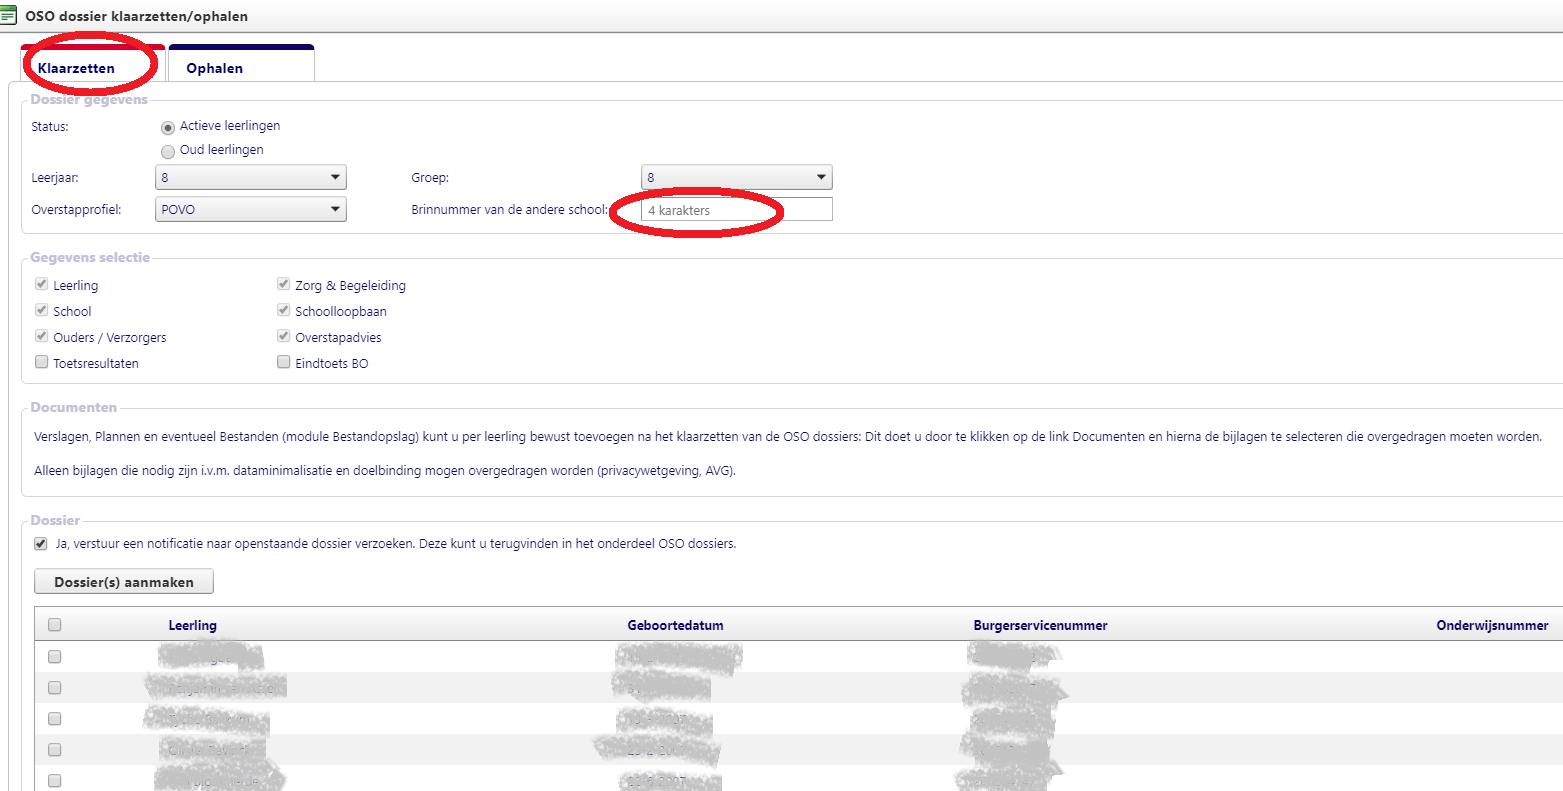 OSO dossier klaarzetten/ophalen
Klaarzetten
Ophalen
Dossier gegevens
Status:
Actieve leerlingen
Oud leerlingen
Leerjaar: 8 Groep: 8
Overstapprofiel: POVO Brinnummer van de andere school: 4 karakters
Gegevens selectie
Leerling Zorg & Begeleiding
School Schoolloopbaan
Ouders / Verzorgers Overstapadvies
Toetsresultaten Eindtoets BO
Documenten
Verslagen, Plannen en eventueel Bestanden (module Bestandopslag) kunt u per leerling bewust toevoegen na het klaarzetten van de OSO dossiers: Dit doet u door te klikken op de link Documenten en hierna de bijlagen te selecteren die overgedragen moeten worden.
Alleen bijlagen die nodig zijn i.v.m. dataminimalisatie en doelbinding mogen overgedragen worden (privacywetgeving, AVG).
Dossier
Ja, verstuur een notificatie naar openstaande dossier verzoeken. Deze kunt u terugvinden in het onderdeel OSO dossiers.
Dossier(s) aanmaken
Leerling Geboortedatum Burgerservicenummer Onderwijsnummer